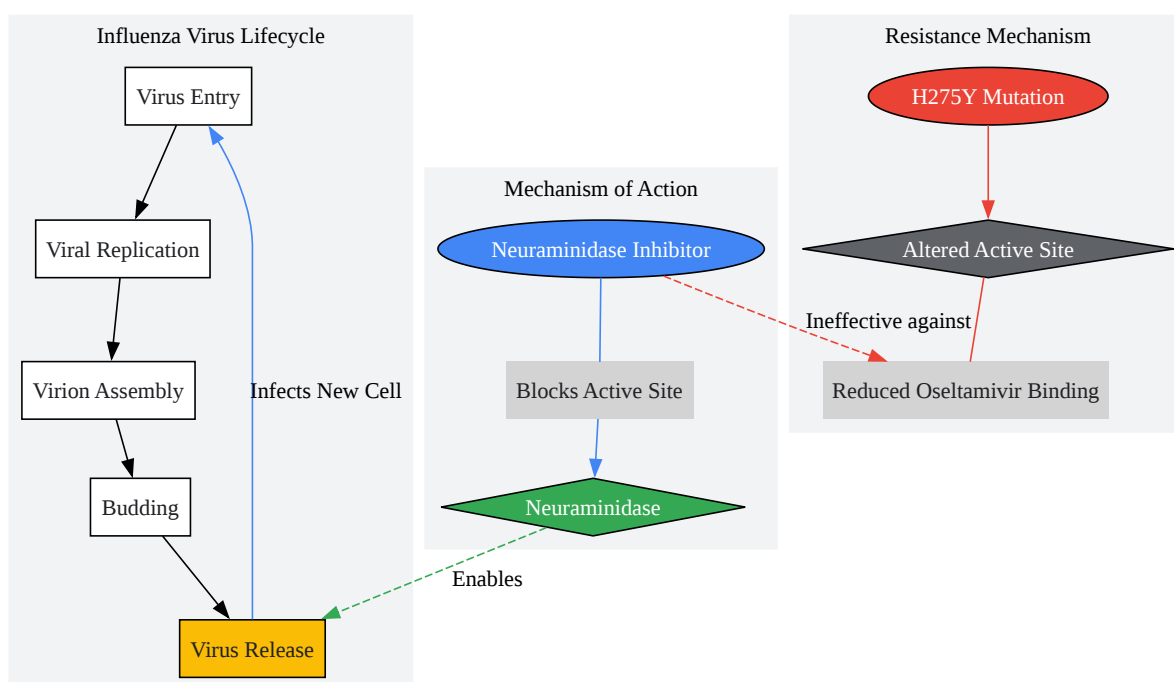 Influenza Virus Lifecycle
Virus Entry
Viral Replication
Virion Assembly
Infects New Cell
Budding
Virus Release
Mechanism of Action
Neuraminidase Inhibitor
Blocks Active Site
Neuraminidase
Enables
Resistance Mechanism
H275Y Mutation
Altered Active Site
Ineffective against
Reduced Oseltamivir Binding